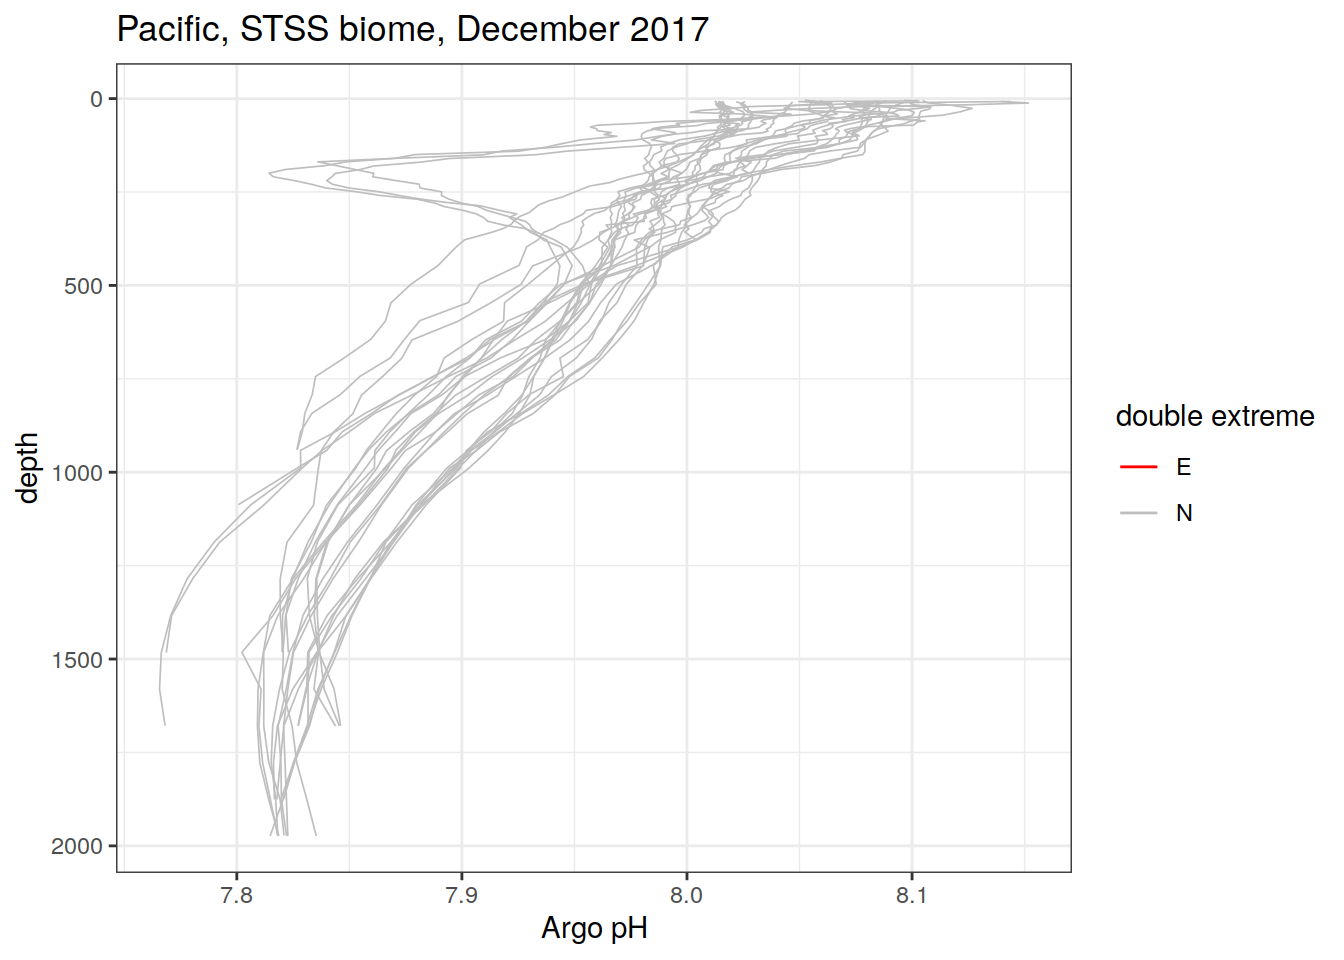 Pacific, STSS biome, December 2017
0
500
1000
1500
2000
depth
7.8
7.9
8.0
8.1
Argo pH
double extreme
E
N